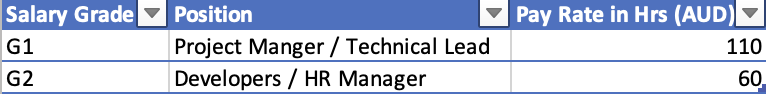 Salary Grade Position Pay Rate in Hrs (AUD)
G1 Project Manger / Technical Lead 110
G2 Developers / HR Manager 60